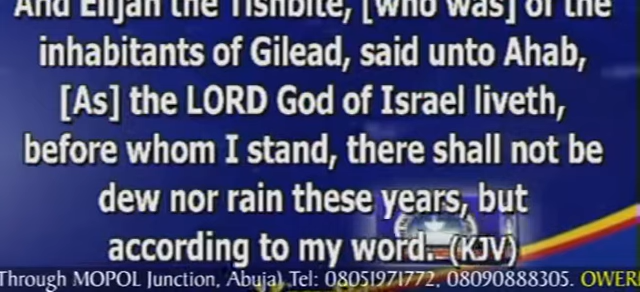 And Elijah the Tishbite, [who was] of the
inhabitants of Gilead, said unto Ahab,
[As] the LORD God of Israel liveth,
before whom I stand, there shall not be
dew nor rain these years, but
according to my word. (KJV)
Through MOPOL Junction, Abuja) Tel: 08051971772, 08090888305. OWER